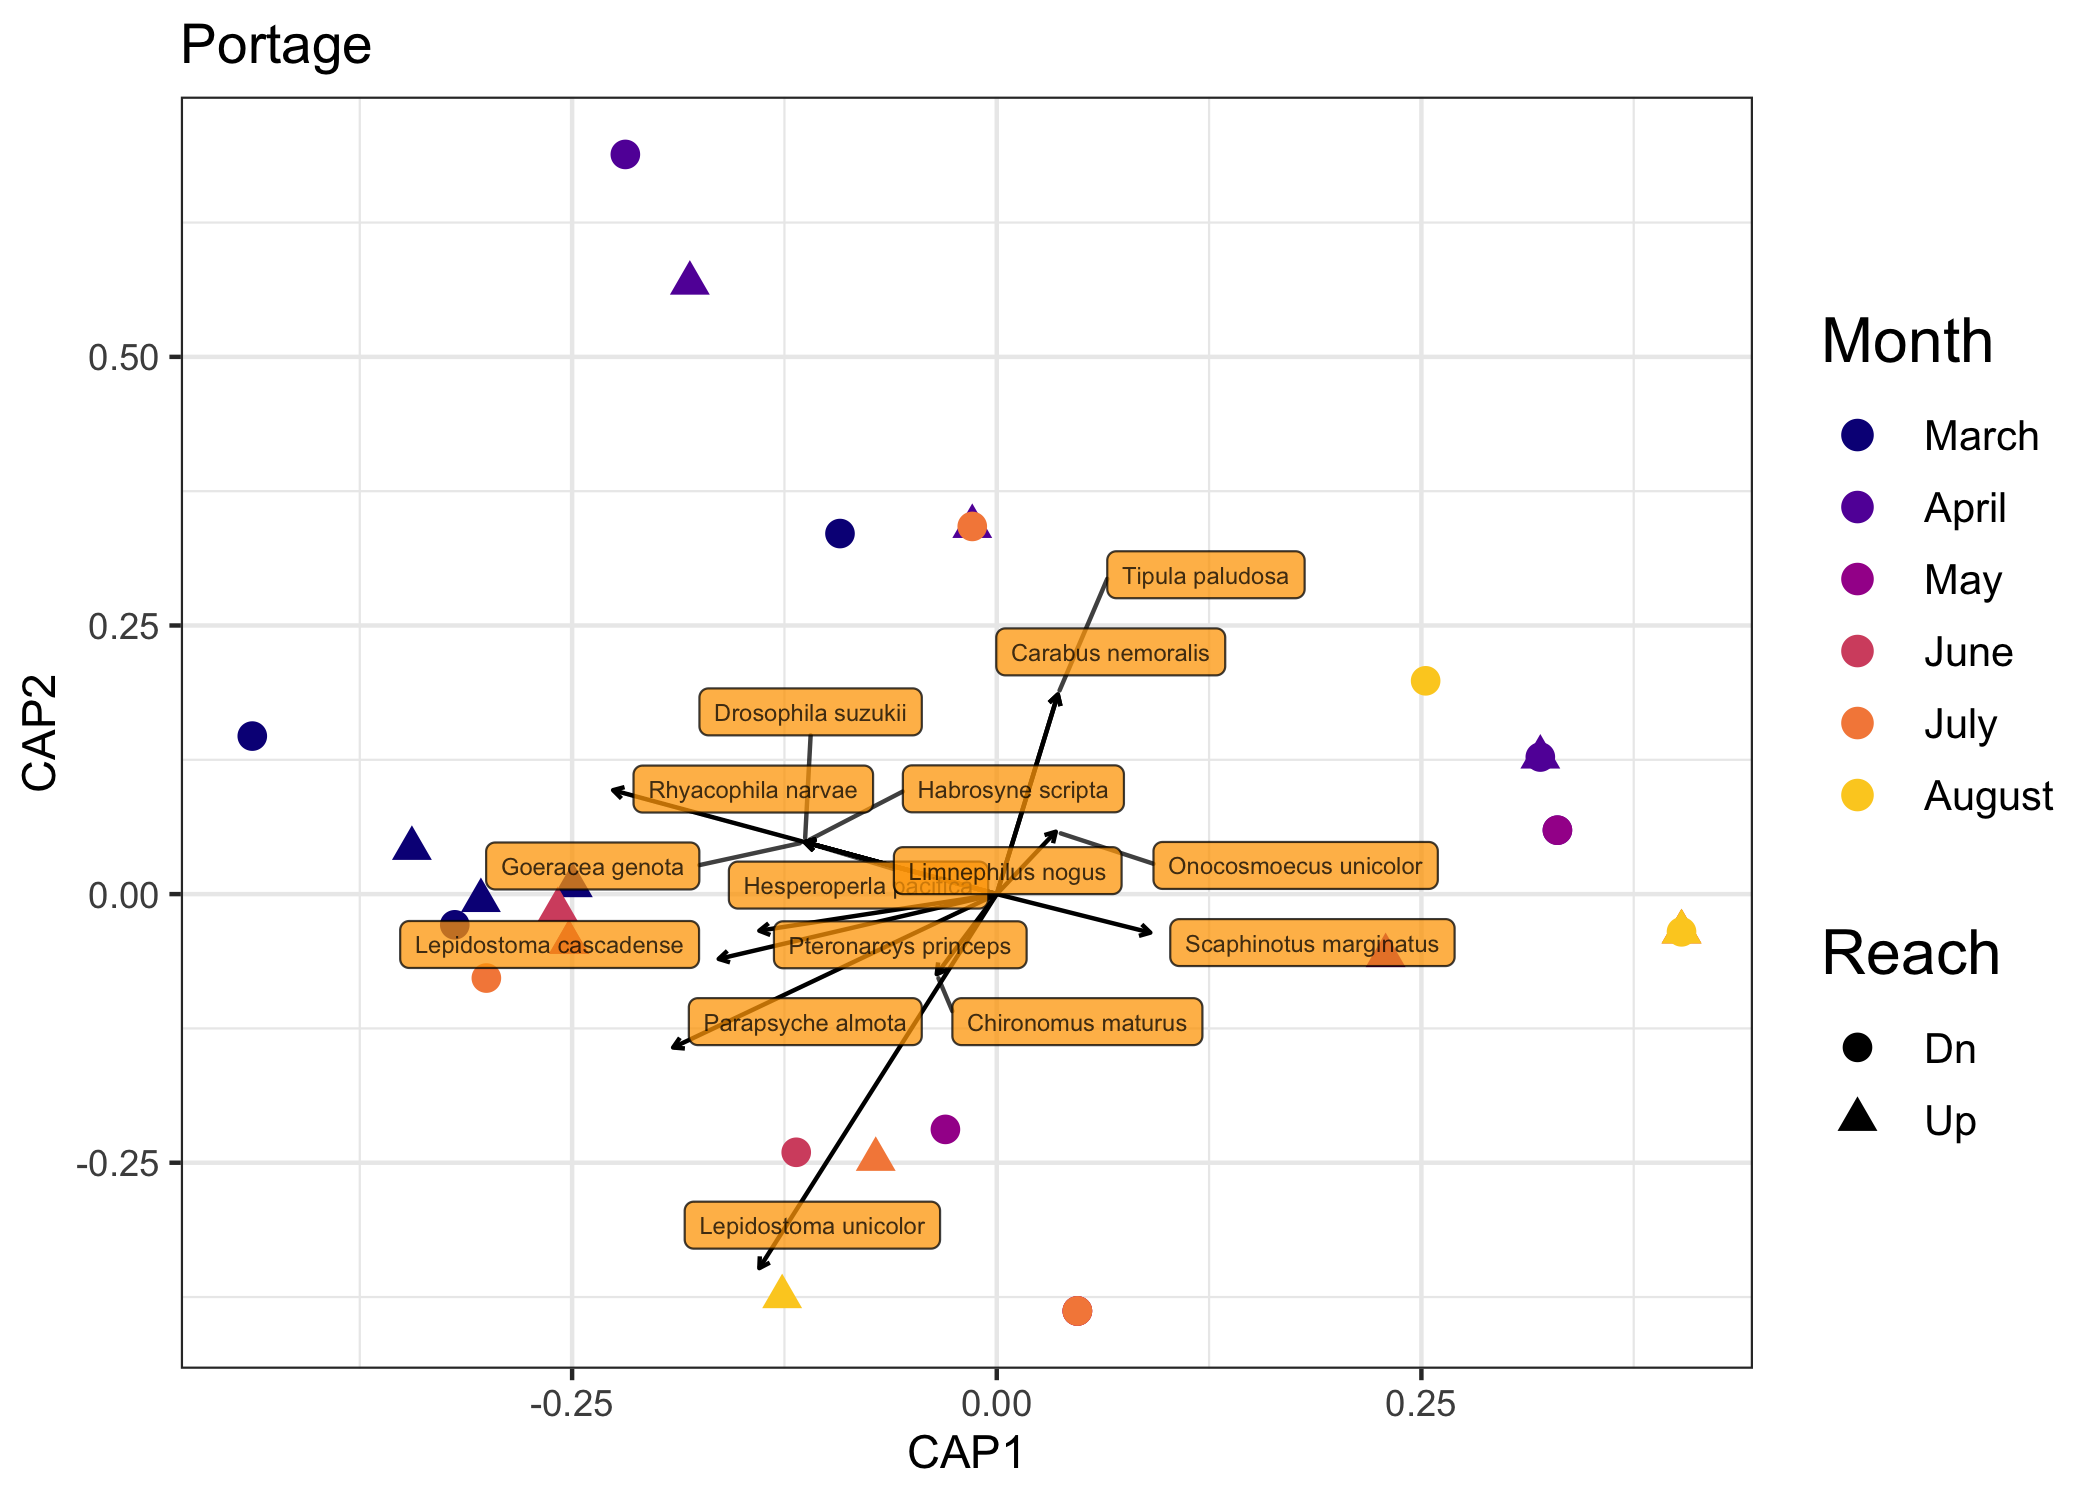 Portage
CAP2
0.50
0.25
0.00
-0.25
Tipula paludosa
Carabus nemoralis
Drosophila suzukii
Rhyacophila narvae
Habrosyne scripta
Goeracea genota
Onocosmoecus unicolor
Limnephilus nogus
Hesperoperla pacifica
Lepidostoma cascadense
Pteronarcys princeps
Scaphinotus marginatus
Parapsyche almota
Chironomus maturus
Lepidostoma unicolor
-0.25
0.00
0.25
CAP1
Month
March
April
May
June
July
August
Reach
Dn
Up